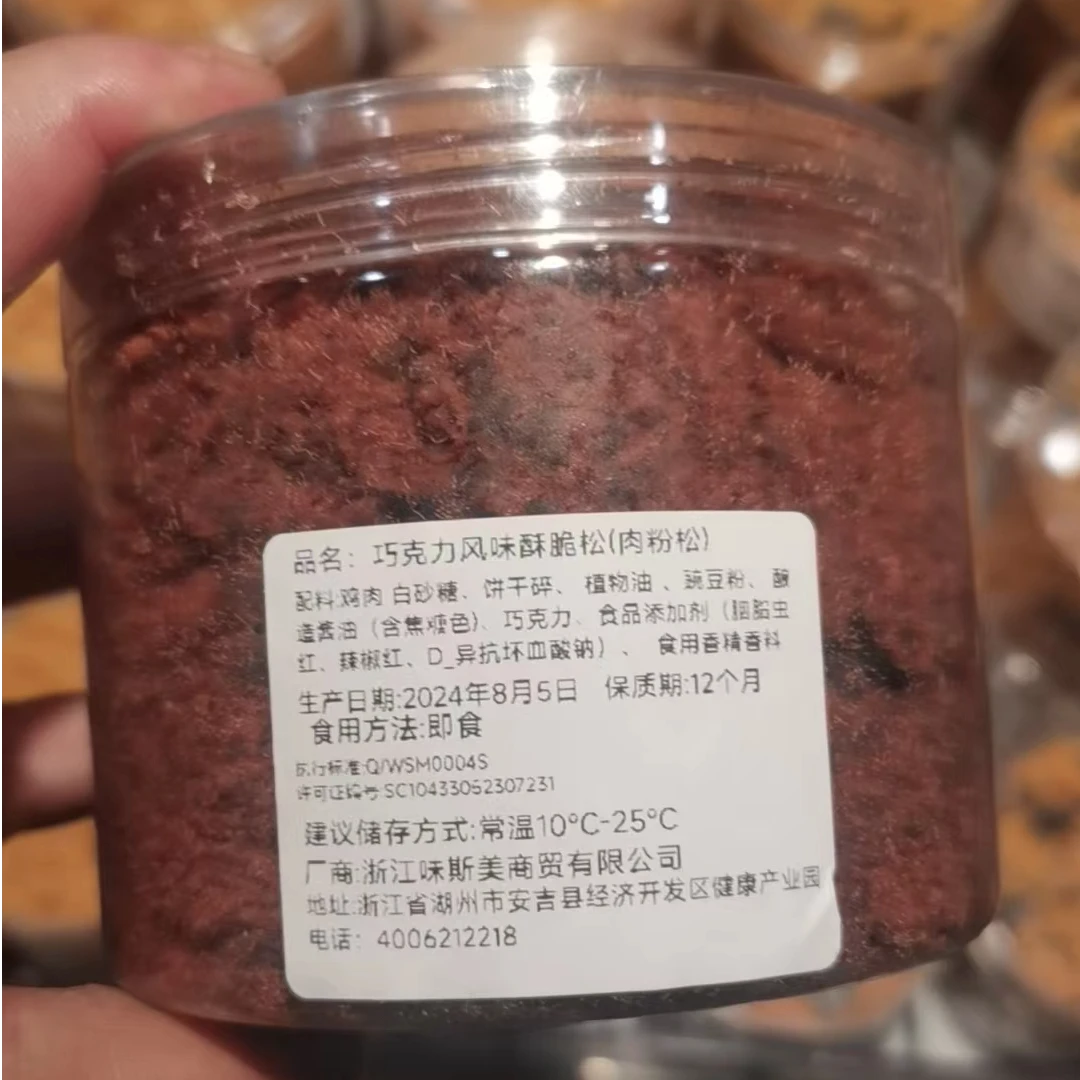 品名：巧克力风味酥脆松(肉粉松)
配料:鸡肉 白砂糖、饼干碎、植物油、豌豆粉、酿
造酱油（含焦糖色)、巧克力、食品添加剂（胭脂虫
红、辣椒红、D_异抗坏血酸钠）、 食用香精香料
生产日期:2024年8月5日 保质期:12个月
食用方法:即食
执行标准:Q/WSM0004S
许可证编号:SC10433052307231
建议储存方式:常温10°C-25°C
厂商:浙江味斯美商贸有限公司
地址:浙江省湖州市安吉县经济开发区健康产业园
电话：4006212218